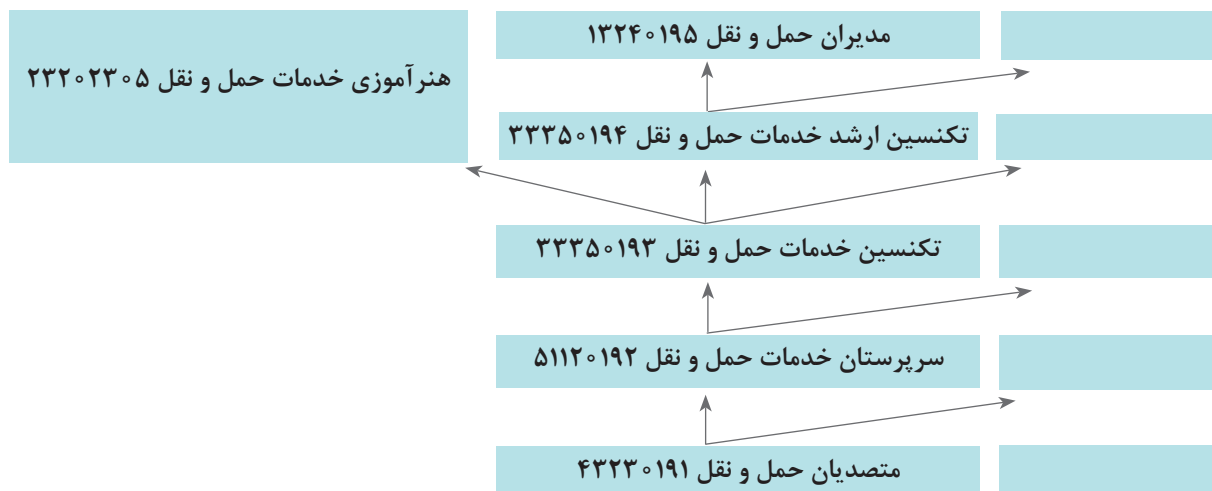 مدیران حمل و نقل ۱۳۲۴۰۱۹۵
هنرآموزی خدمات حمل و نقل ۲۳۲۰۲۳۰۵
تکنسین ارشد خدمات حمل و نقل ۳۳۳۵۰۱۹۴
تکنسین خدمات حمل و نقل ۳۳۳۵۰۱۹۳
سرپرستان خدمات حمل و نقل ۵۱۱۲۰۱۹۲
متصدیان حمل و نقل ۴۳۲۳۰۱۹۱